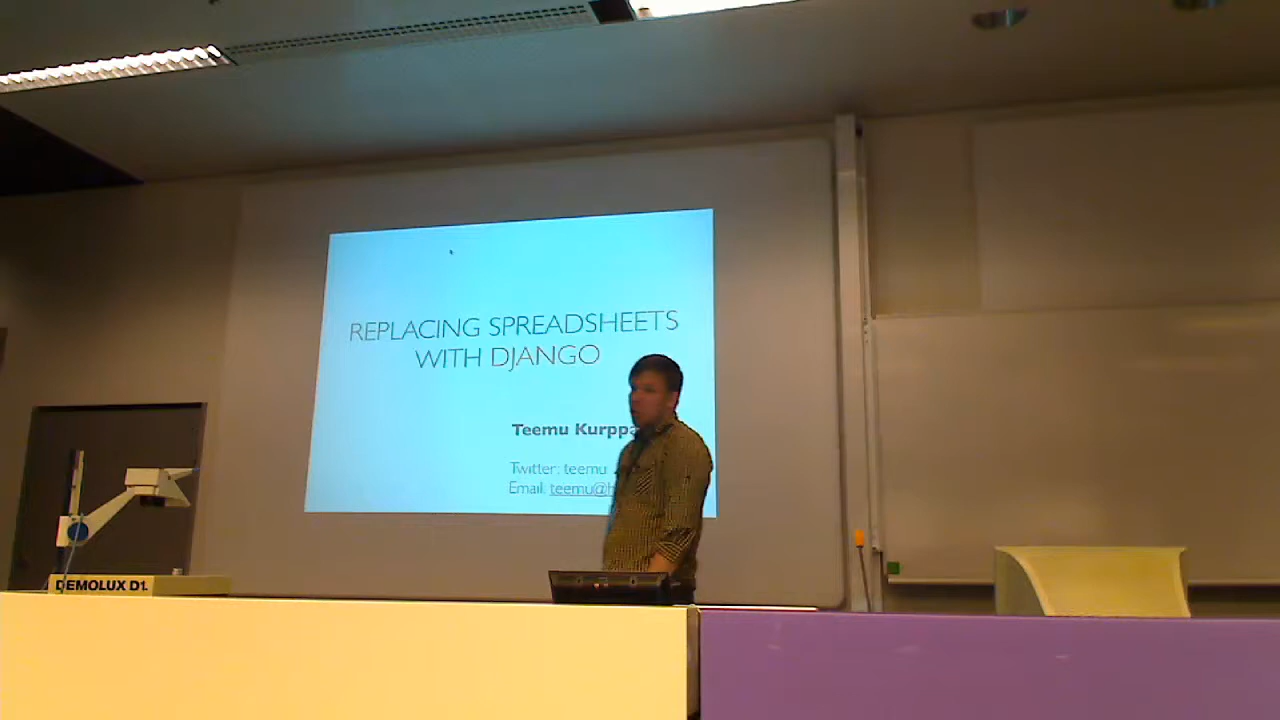 REPLACING SPREADSHEETS
WITH DJANGO
Teemu Kurppa
Twitter: teemu
Email: teemu@h
DEMOLUX D1.